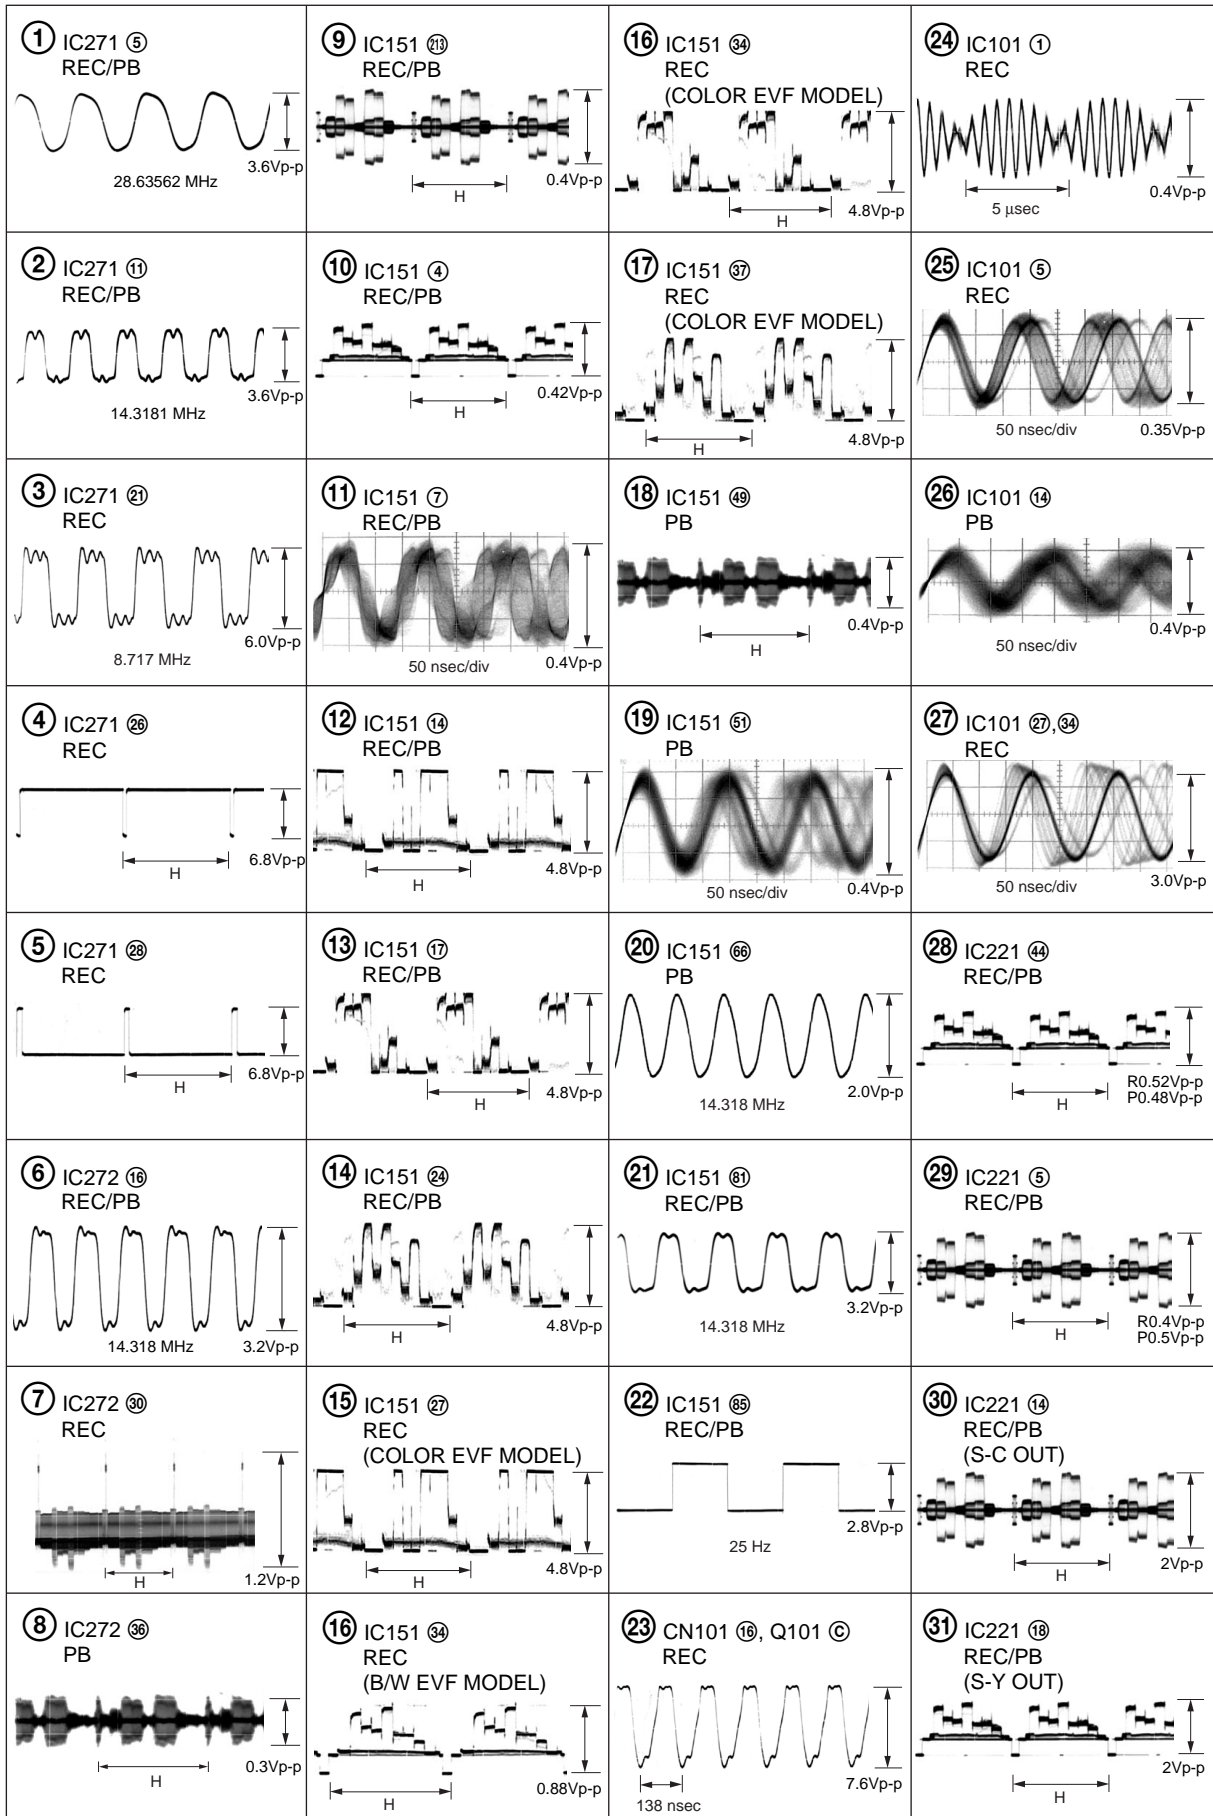 ① IC271 ⑤
REC/PB
3.6Vp-p
28.63562 MHz
② IC271 ⑪
REC/PB
3.6Vp-p
14.3181 MHz
③ IC271 ㉑
REC
6.0Vp-p
8.717 MHz
④ IC271 ㉖
REC
6.8Vp-p
H
⑤ IC271 ㉘
REC
6.8Vp-p
H
⑥ IC272 ⑯
REC/PB
14.318 MHz
3.2Vp-p
⑦ IC272 ㉚
REC
H
1.2Vp-p
⑧ IC272 ㊱
PB
0.3Vp-p
H
⑨ IC151 (213)
REC/PB
0.4Vp-p
H
⑩ IC151 ④
REC/PB
0.42Vp-p
H
⑪ IC151 ⑦
REC/PB
50 nsec/div
0.4Vp-p
⑫ IC151 ⑭
REC/PB
4.8Vp-p
H
⑬ IC151 ⑰
REC/PB
4.8Vp-p
H
⑭ IC151 ㉔
REC/PB
4.8Vp-p
H
⑮ IC151 ㉗
REC
(COLOR EVF MODEL)
4.8Vp-p
H
⑯ IC151 ㉞
REC
(B/W EVF MODEL)
0.88Vp-p
H
⑯ IC151 ㉞
REC
(COLOR EVF MODEL)
4.8Vp-p
H
⑰ IC151 ㊲
REC
(COLOR EVF MODEL)
4.8Vp-p
H
⑱ IC151 ㊾
PB
0.4Vp-p
H
⑲ IC151 (51)
PB
50 nsec/div
0.4Vp-p
⑳ IC151 (66)
PB
2.0Vp-p
14.318 MHz
㉑ IC151 (81)
REC/PB
3.2Vp-p
14.318 MHz
㉒ IC151 (85)
REC/PB
2.8Vp-p
25 Hz
㉓ CN101 ⑯, Q101 Ⓒ
REC
7.6Vp-p
138 nsec
㉔ IC101 ①
REC
0.4Vp-p
5 µsec
㉕ IC101 ⑤
REC
50 nsec/div
0.35Vp-p
㉖ IC101 ⑭
PB
0.4Vp-p
50 nsec/div
㉗ IC101 ㉗,㉞
REC
50 nsec/div
3.0Vp-p
㉘ IC221 ㊹
REC/PB
R0.52Vp-p
P0.48Vp-p
H
㉙ IC221 ⑤
REC/PB
R0.4Vp-p
P0.5Vp-p
H
㉚ IC221 ⑭
REC/PB
(S-C OUT)
2Vp-p
H
㉛ IC221 ⑱
REC/PB
(S-Y OUT)
2Vp-p
H